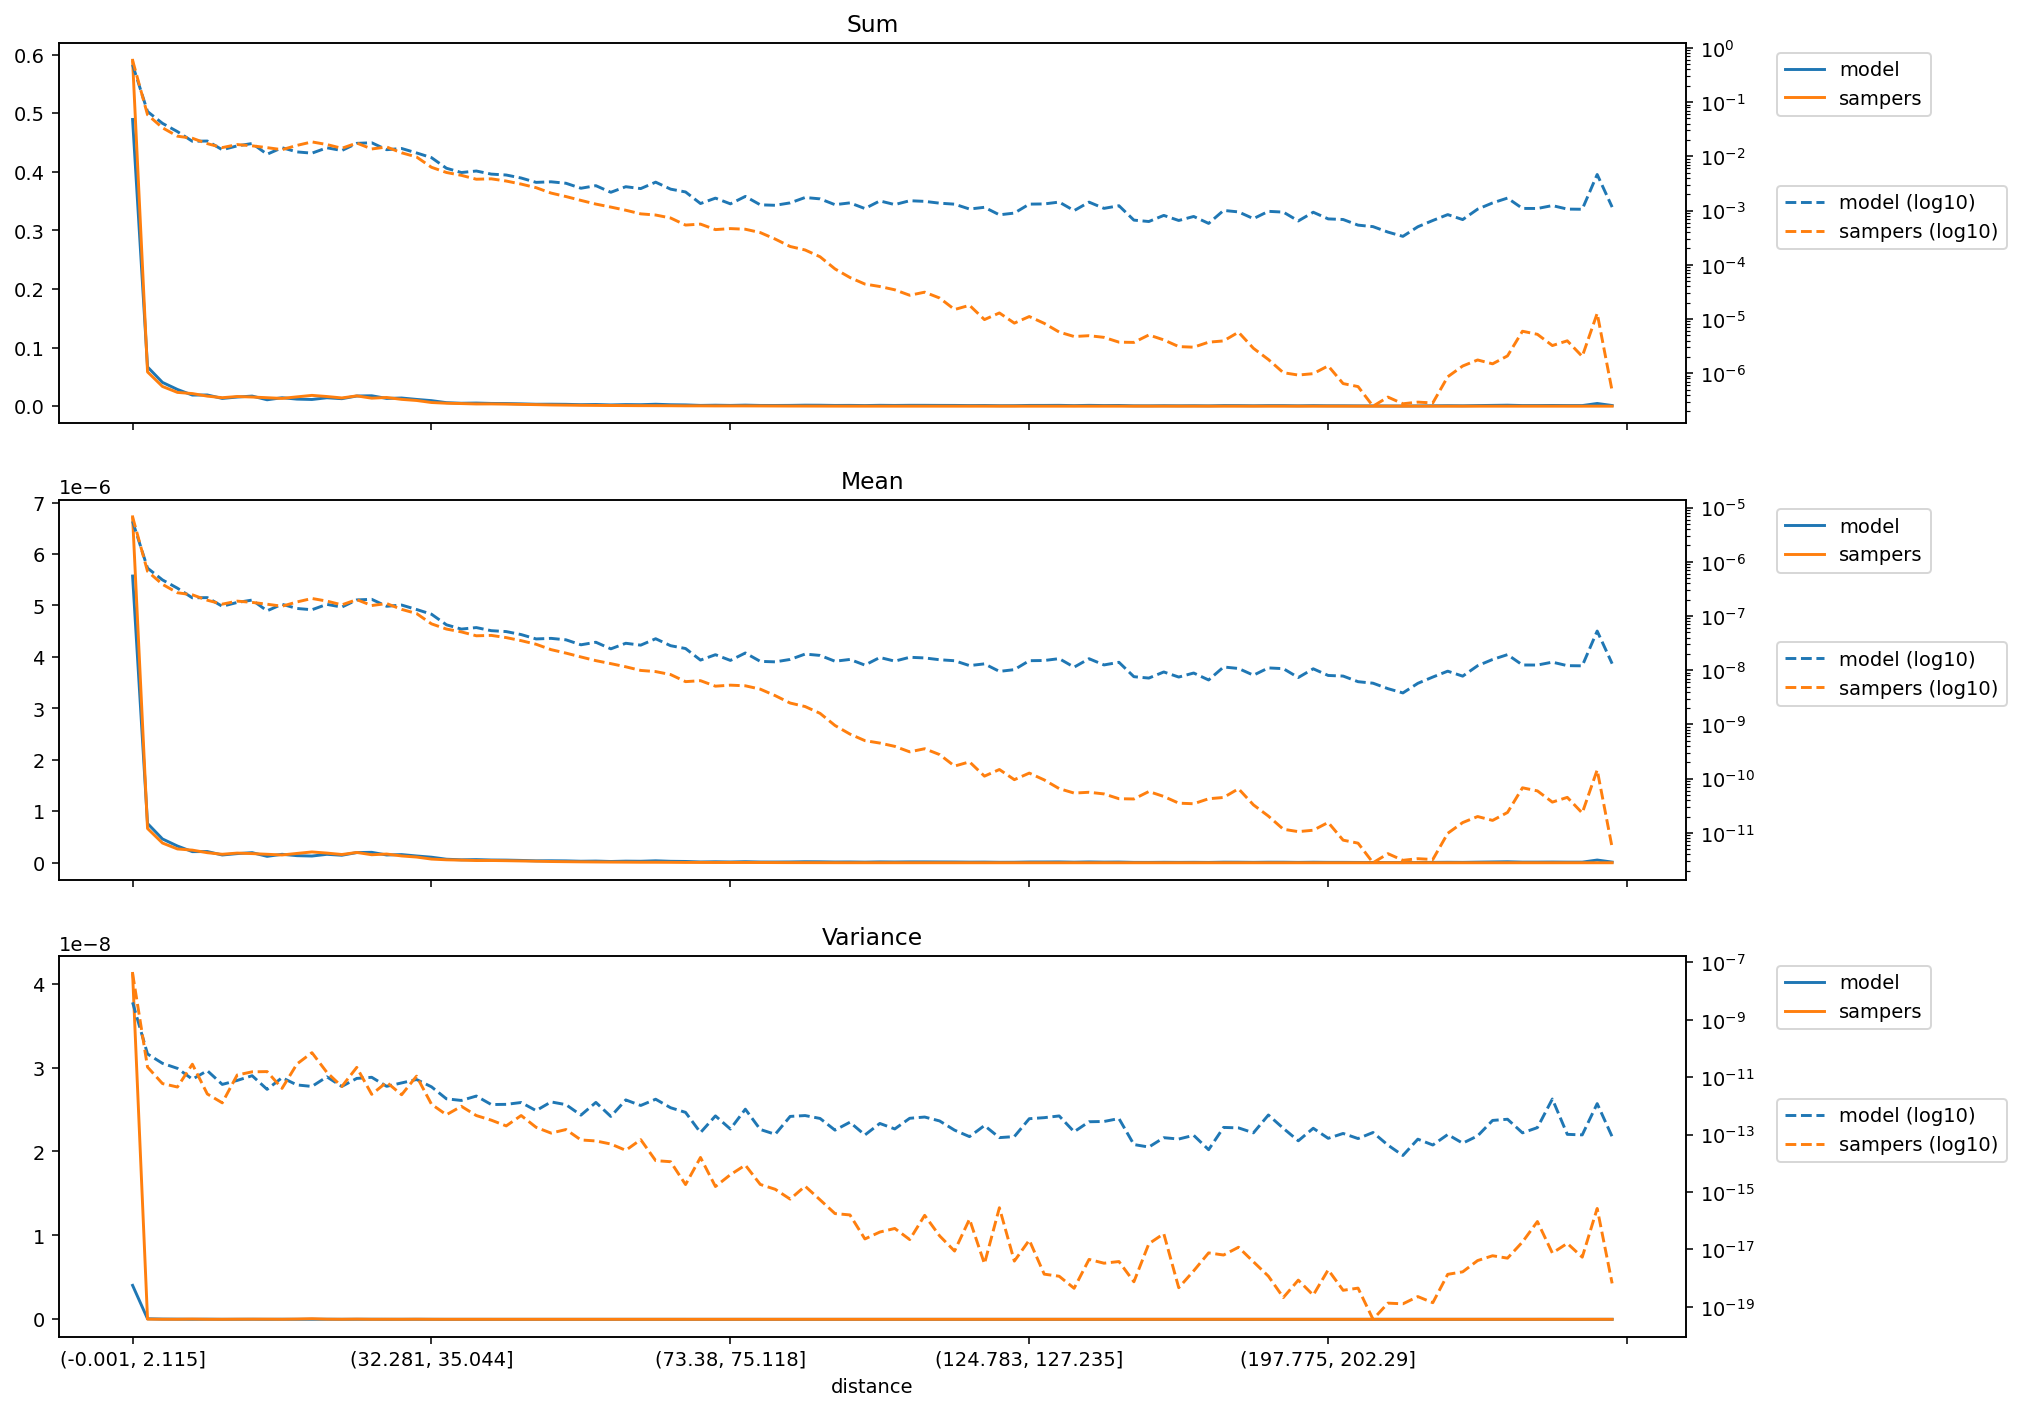 Sum
0.6
0.5
0.4
0.3
0.2
0.1
0.0
10⁰
10⁻¹
10⁻²
10⁻³
10⁻⁴
10⁻⁵
10⁻⁶
model
sampers
model (log10)
sampers (log10)
Mean
1e−6
7
6
5
4
3
2
1
0
10⁻⁵
10⁻⁶
10⁻⁷
10⁻⁸
10⁻⁹
10⁻¹⁰
10⁻¹¹
model
sampers
model (log10)
sampers (log10)
Variance
1e−8
4
3
2
1
0
10⁻⁷
10⁻⁹
10⁻¹¹
10⁻¹³
10⁻¹⁵
10⁻¹⁷
10⁻¹⁹
model
sampers
model (log10)
sampers (log10)
(-0.001, 2.115]
(32.281, 35.044]
(73.38, 75.118]
(124.783, 127.235]
(197.775, 202.29]
distance